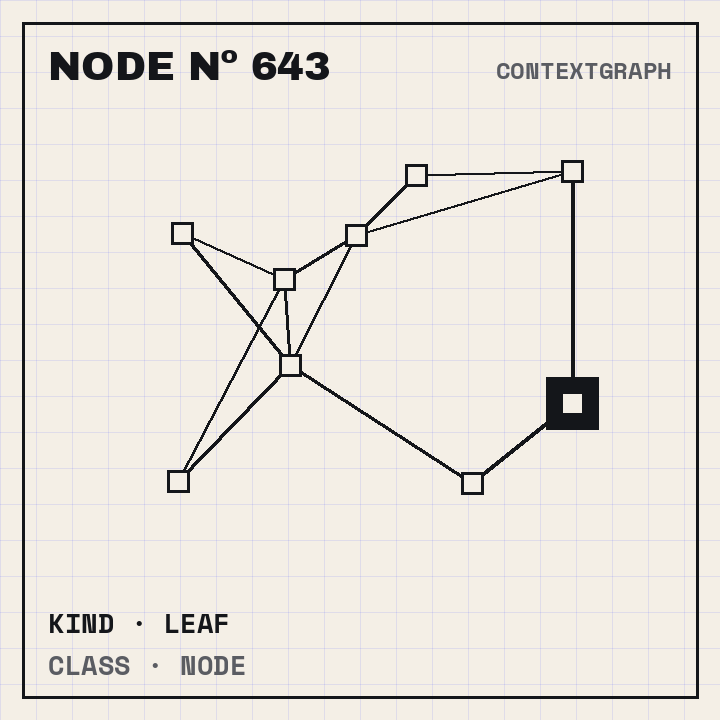 NODE Nº 643
CONTEXTGRAPH
KIND · LEAF
CLASS · NODE